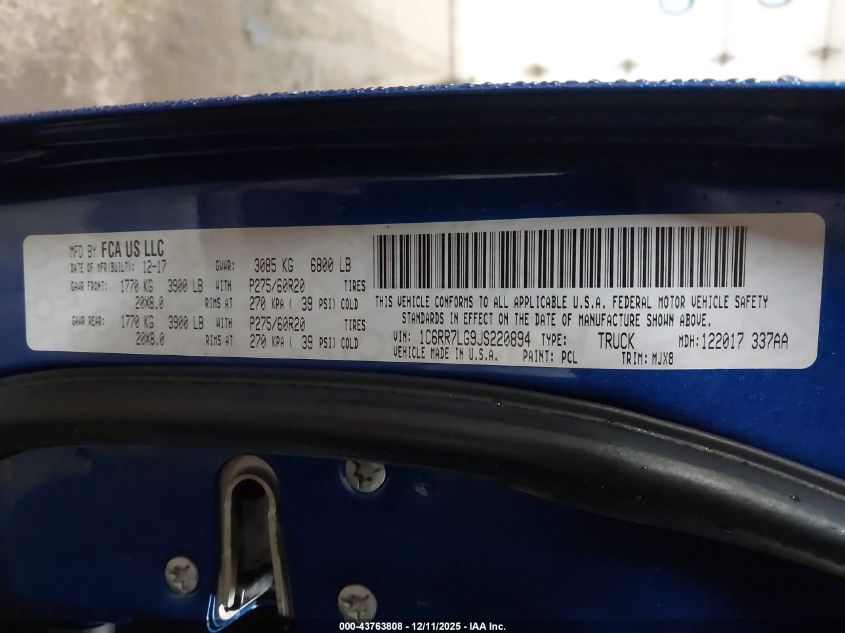 MFD BY FCA US LLC
DATE OF MFR(BUILT): 12-17 GVWR: 3085 KG 6800 LB
GAWR FRONT: 1770 KG 3900 LB WITH P275/60R20 TIRES
20X8.0 RIMS AT 270 KPA ( 39 PSI) COLD
GAWR REAR: 1770 KG 3900 LB WITH P275/60R20 TIRES
20X8.0 RIMS AT 270 KPA ( 39 PSI) COLD
THIS VEHICLE CONFORMS TO ALL APPLICABLE U.S.A. FEDERAL MOTOR VEHICLE SAFETY
STANDARDS IN EFFECT ON THE DATE OF MANUFACTURE SHOWN ABOVE.
VIN: 1C6RR7LG9JS220894 TYPE: TRUCK MDH:122017 337AA
VEHICLE MADE IN U.S.A. PAINT: PCL TRIM: MJX8
000-43763808 - 12/11/2025 - IAA Inc.